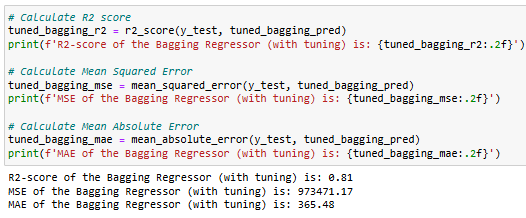 # Calculate R2 score
tuned_bagging_r2 = r2_score(y_test, tuned_bagging_pred)
print(f'R2-score of the Bagging Regressor (with tuning) is: {tuned_bagging_r2:.2f}')
# Calculate Mean Squared Error
tuned_bagging_mse = mean_squared_error(y_test, tuned_bagging_pred)
print(f'MSE of the Bagging Regressor (with tuning) is: {tuned_bagging_mse:.2f}')
# Calculate Mean Absolute Error
tuned_bagging_mae = mean_absolute_error(y_test, tuned_bagging_pred)
print(f'MAE of the Bagging Regressor (with tuning) is: {tuned_bagging_mae:.2f}')
R2-score of the Bagging Regressor (with tuning) is: 0.81
MSE of the Bagging Regressor (with tuning) is: 973471.17
MAE of the Bagging Regressor (with tuning) is: 365.48